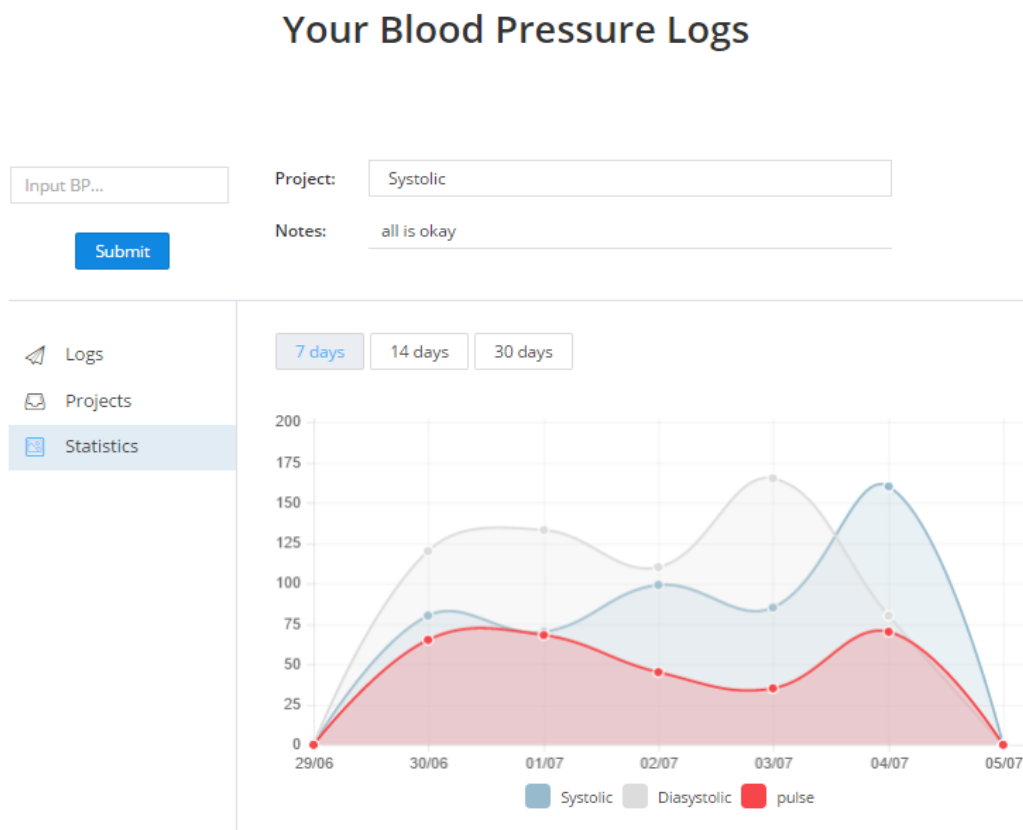 Your Blood Pressure Logs
Input BP...
Submit
Project: Systolic
Notes: all is okay
Logs
Projects
Statistics
7 days 14 days 30 days
200
175
150
125
100
75
50
25
0
29/06 30/06 01/07 02/07 03/07 04/07 05/07
Systolic Diasystolic pulse